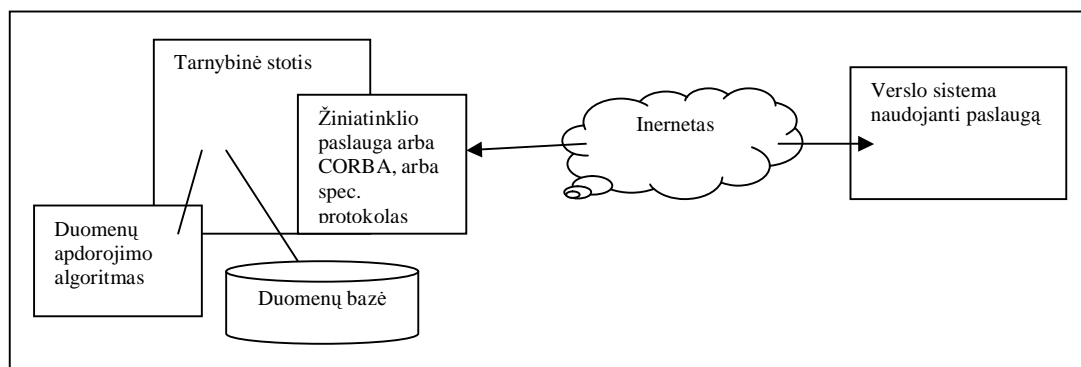 Tarnybinė stotis
Žiniatinklio
paslauga arba
CORBA, arba
spec.
protokolas
Duomenų
apdorojimo
algoritmas
Duomenų bazė
Inernetas
Verslo sistema
naudojanti paslaugą